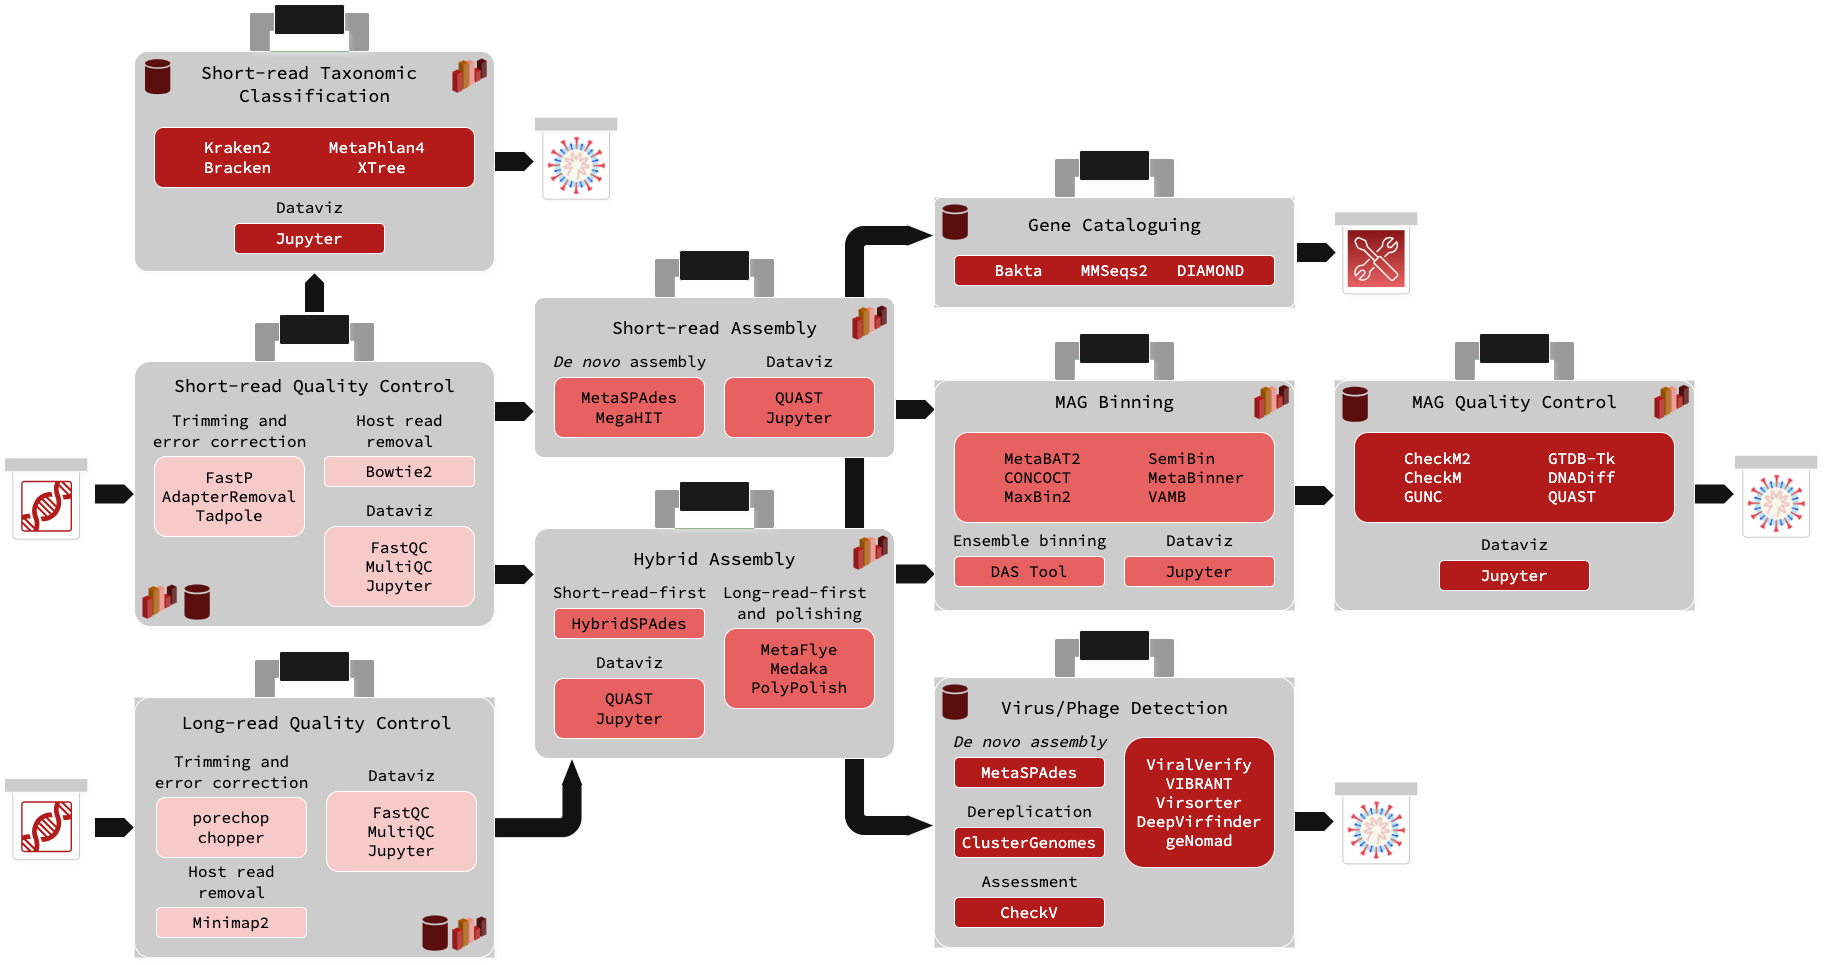 Short-read Taxonomic
Classification
Kraken2 MetaPhlan4
Bracken XTree
Dataviz
Jupyter
Short-read Quality Control
Trimming and
error correction
FastP
AdapterRemoval
Tadpole
Host read
removal
Bowtie2
Dataviz
FastQC
MultiQC
Jupyter
Long-read Quality Control
Trimming and
error correction
porechop
chopper
Host read
removal
Minimap2
Dataviz
FastQC
MultiQC
Jupyter
Short-read Assembly
De novo assembly
MetaSPAdes
MegaHIT
Dataviz
QUAST
Jupyter
Hybrid Assembly
Short-read-first
HybridSPAdes
Dataviz
QUAST
Jupyter
Long-read-first
and polishing
MetaFlye
Medaka
PolyPolish
Gene Cataloguing
Bakta MMSeqs2 DIAMOND
MAG Binning
MetaBAT2 SemiBin
CONCOCT MetaBinner
MaxBin2 VAMB
Ensemble binning
DAS Tool
Dataviz
Jupyter
Virus/Phage Detection
De novo assembly
MetaSPAdes
Dereplication
ClusterGenomes
Assessment
CheckV
ViralVerify
VIBRANT
Virsorter
DeepVirfinder
geNomad
MAG Quality Control
CheckM2 GTDB-Tk
CheckM DNADiff
GUNC QUAST
Dataviz
Jupyter